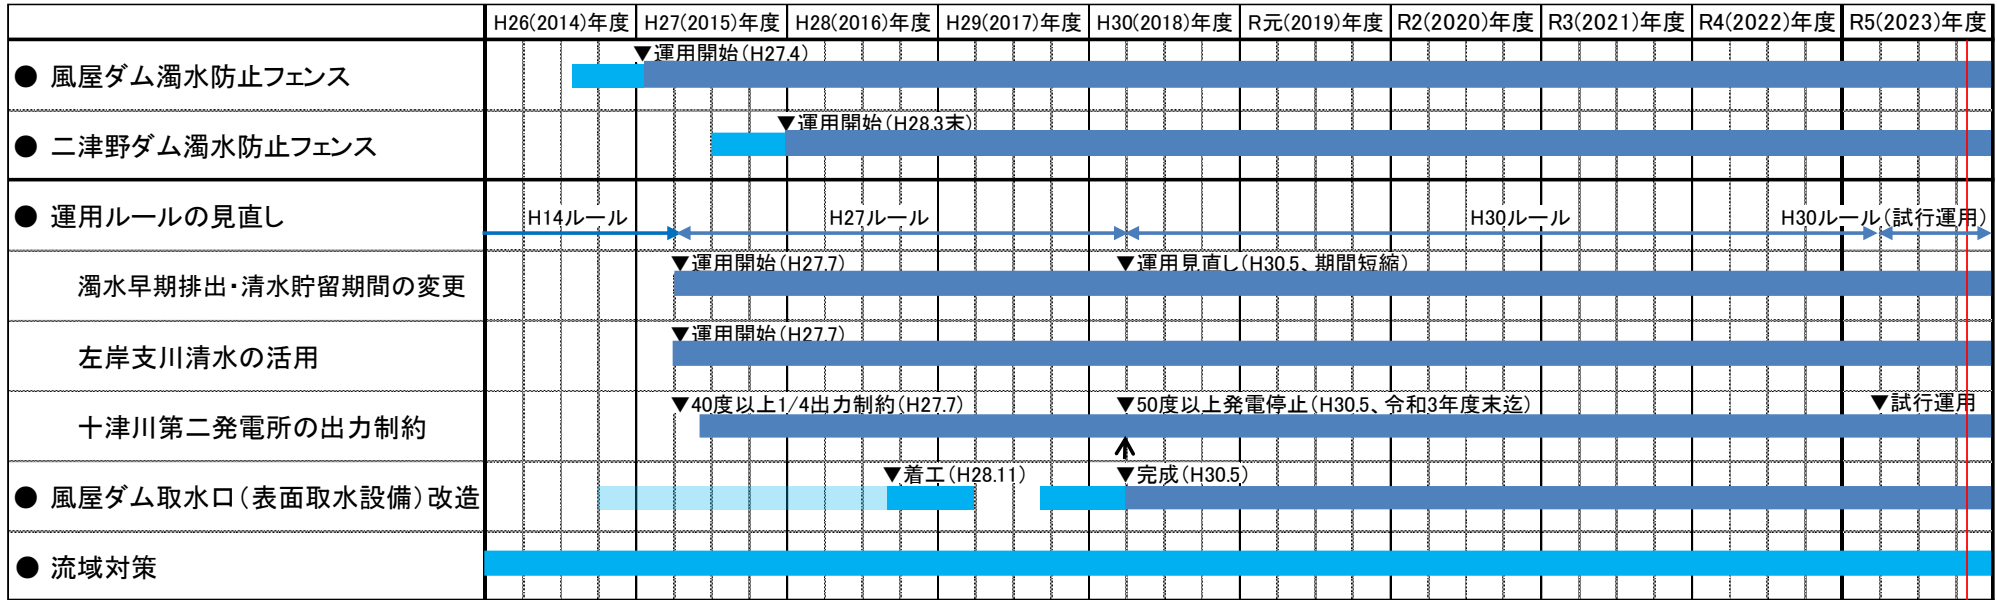 H26(2014)年度 H27(2015)年度 H28(2016)年度 H29(2017)年度 H30(2018)年度 R元(2019)年度 R2(2020)年度 R3(2021)年度 R4(2022)年度 R5(2023)年度
▼運用開始(H27.4)
● 風屋ダム濁水防止フェンス
▼運用開始(H28.3末)
● 二津野ダム濁水防止フェンス
● 運用ルールの見直し H14ルール H27ルール H30ルール H30ルール(試行運用)
▼運用開始(H27.7) ▼運用見直し(H30.5、期間短縮)
濁水早期排出・清水貯留期間の変更
▼運用開始(H27.7)
左岸支川清水の活用
▼40度以上1/4出力制約(H27.7) ▼50度以上発電停止(H30.5、令和3年度末迄) ▼試行運用
十津川第二発電所の出力制約
▼着工(H28.11) ▼完成(H30.5)
● 風屋ダム取水口(表面取水設備)改造
● 流域対策